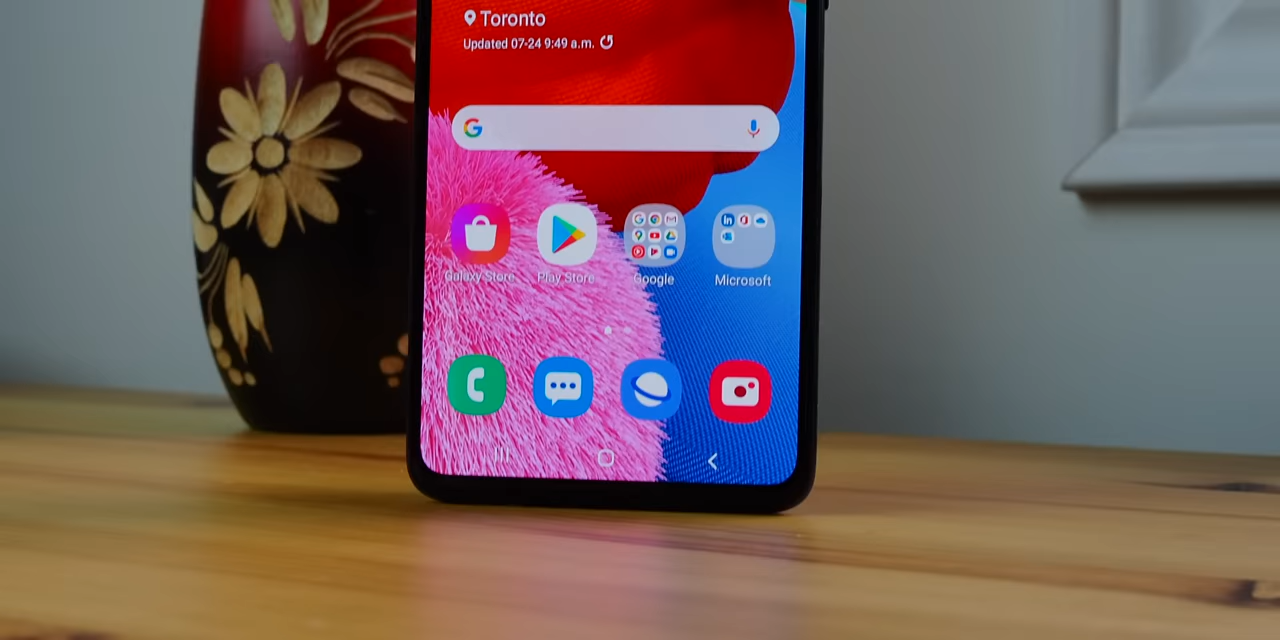 Toronto
Updated 07-24 9:49 a.m.
Galaxy Store
Play Store
Google
Microsoft